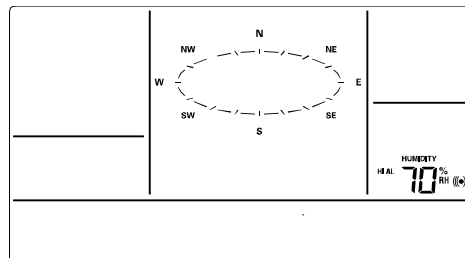 N
NW NE
W E
SW SE
S
HUMIDITY
HI AL 70 %
RH